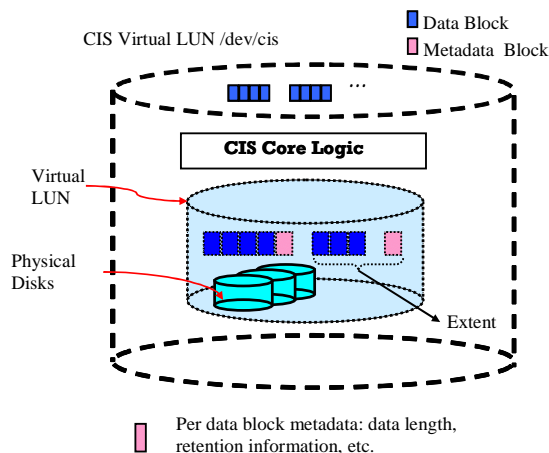 Data Block
CIS Virtual LUN /dev/cis
Metadata Block
...
CIS Core Logic
Virtual
LUN
Physical
Disks
Extent
Per data block metadata: data length,
retention information, etc.